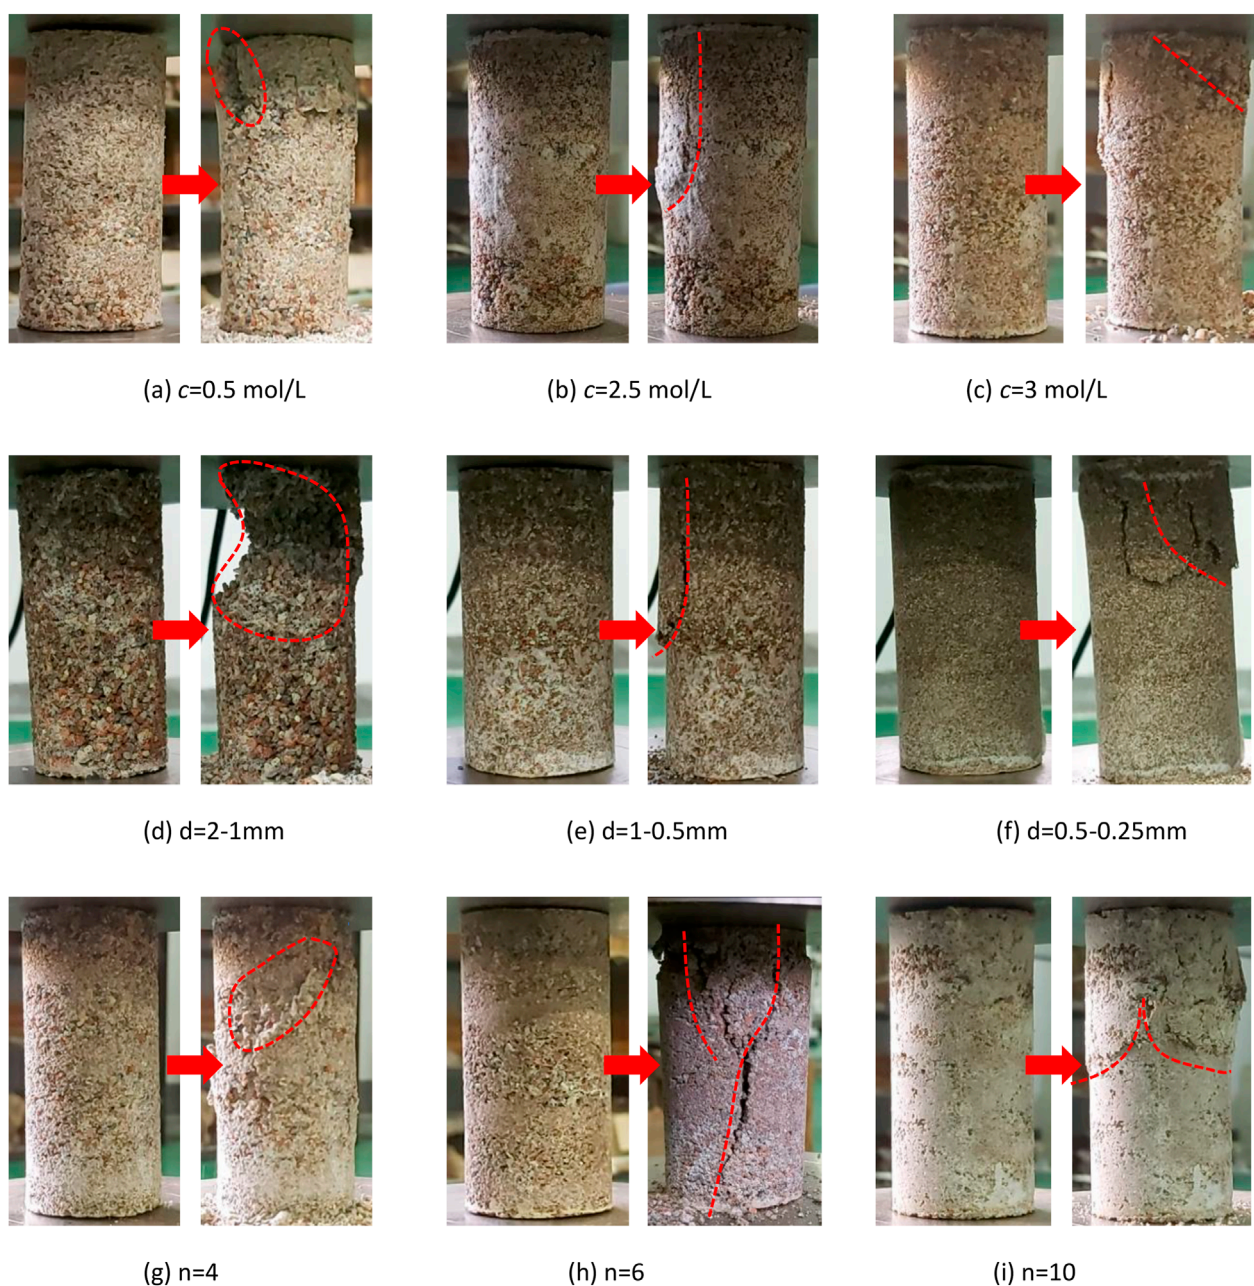 (a) c=0.5 mol/L
(b) c=2.5 mol/L
(c) c=3 mol/L
(d) d=2-1mm
(e) d=1-0.5mm
(f) d=0.5-0.25mm
(g) n=4
(h) n=6
(i) n=10